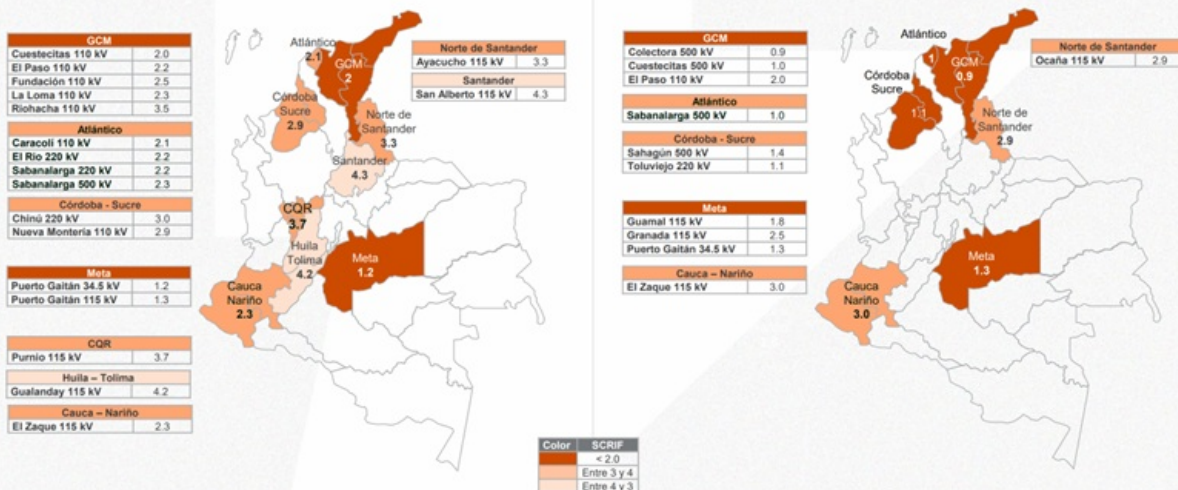 GCM
Cuestecitas 110 kV 2.0
El Paso 110 kV 2.2
Fundación 110 kV 2.5
La Loma 110 kV 2.3
Riohacha 110 kV 3.5
Atlántico
Caracolí 110 kV 2.1
El Río 220 kV 2.2
Sabanalarga 220 kV 2.2
Sabanalarga 500 kV 2.3
Córdoba - Sucre
Chinú 220 kV 3.0
Nueva Montería 110 kV 2.9
Meta
Puerto Gaitán 34.5 kV 1.2
Puerto Gaitán 115 kV 1.3
CQR
Purnio 115 kV 3.7
Huila – Tolima
Gualanday 115 kV 4.2
Cauca – Nariño
El Zaque 115 kV 2.3
Atlántico
2.1
GCM
2
Córdoba
Sucre
2.9
Norte de
Santander
3.3
Santander
4.3
CQR
3.7
Huila
Tolima
4.2
Meta
1.2
Cauca
Nariño
2.3
Norte de Santander
Ayacucho 115 kV 3.3
Santander
San Alberto 115 kV 4.3
GCM
Colectora 500 kV 0.9
Cuestecitas 500 kV 1.0
El Paso 110 kV 2.0
Atlántico
Sabanalarga 500 kV 1.0
Córdoba - Sucre
Sahagún 500 kV 1.4
Toluviejo 220 kV 1.1
Meta
Guamal 115 kV 1.8
Granada 115 kV 2.5
Puerto Gaitán 34.5 kV 1.3
Cauca – Nariño
El Zaque 115 kV 3.0
Atlántico
1
GCM
0.9
Córdoba
Sucre
1.1
Norte de
Santander
2.9
Meta
1.3
Cauca
Nariño
3.0
Norte de Santander
Ocaña 115 kV 2.9
Color SCRIF
< 2.0
Entre 3 y 4
Entre 4 y 3